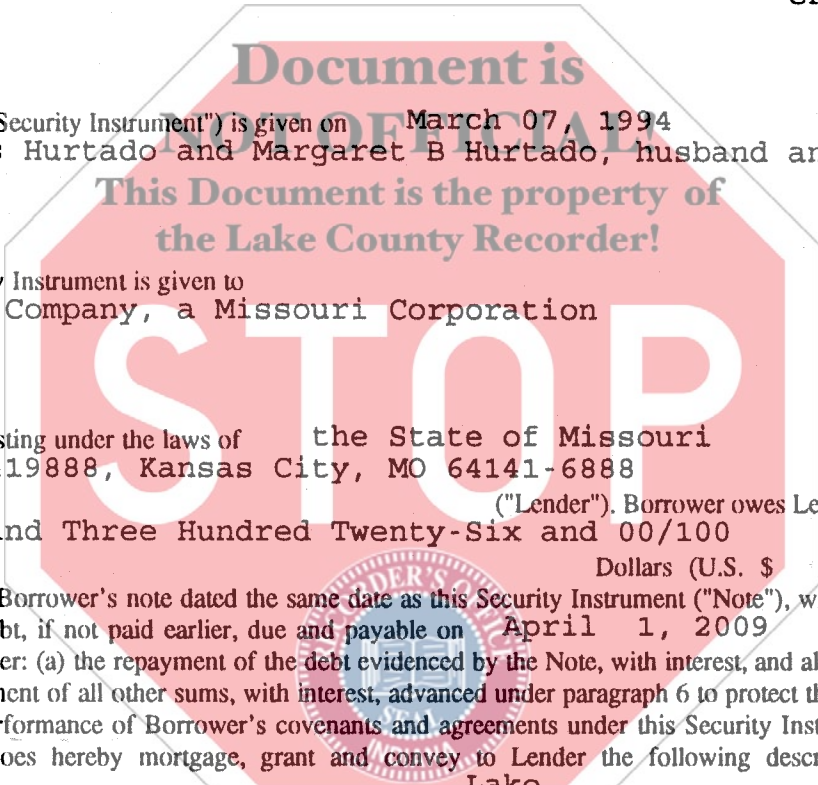 Document is
Security Instrument") is given on March 07, 1994
NOT OFFICIAL!
Hurtado and Margaret B Hurtado, husband an
This Document is the property of
the Lake County Recorder!
Instrument is given to
Company, a Missouri Corporation
STOP
sting under the laws of the State of Missouri
19888, Kansas City, MO 64141-6888
("Lender"). Borrower owes Le
nd Three Hundred Twenty-Six and 00/100
Dollars (U.S. $
RECORDER'S OFFICE
Borrower's note dated the same date as this Security Instrument ("Note"), w
bt, if not paid earlier, due and payable on April 1, 2009
er: (a) the repayment of the debt evidenced by the Note, with interest, and al
ment of all other sums, with interest, advanced under paragraph 6 to protect th
formance of Borrower's covenants and agreements under this Security Inst
SEAL
INDIANA
oes hereby mortgage, grant and convey to Lender the following descr
Lake